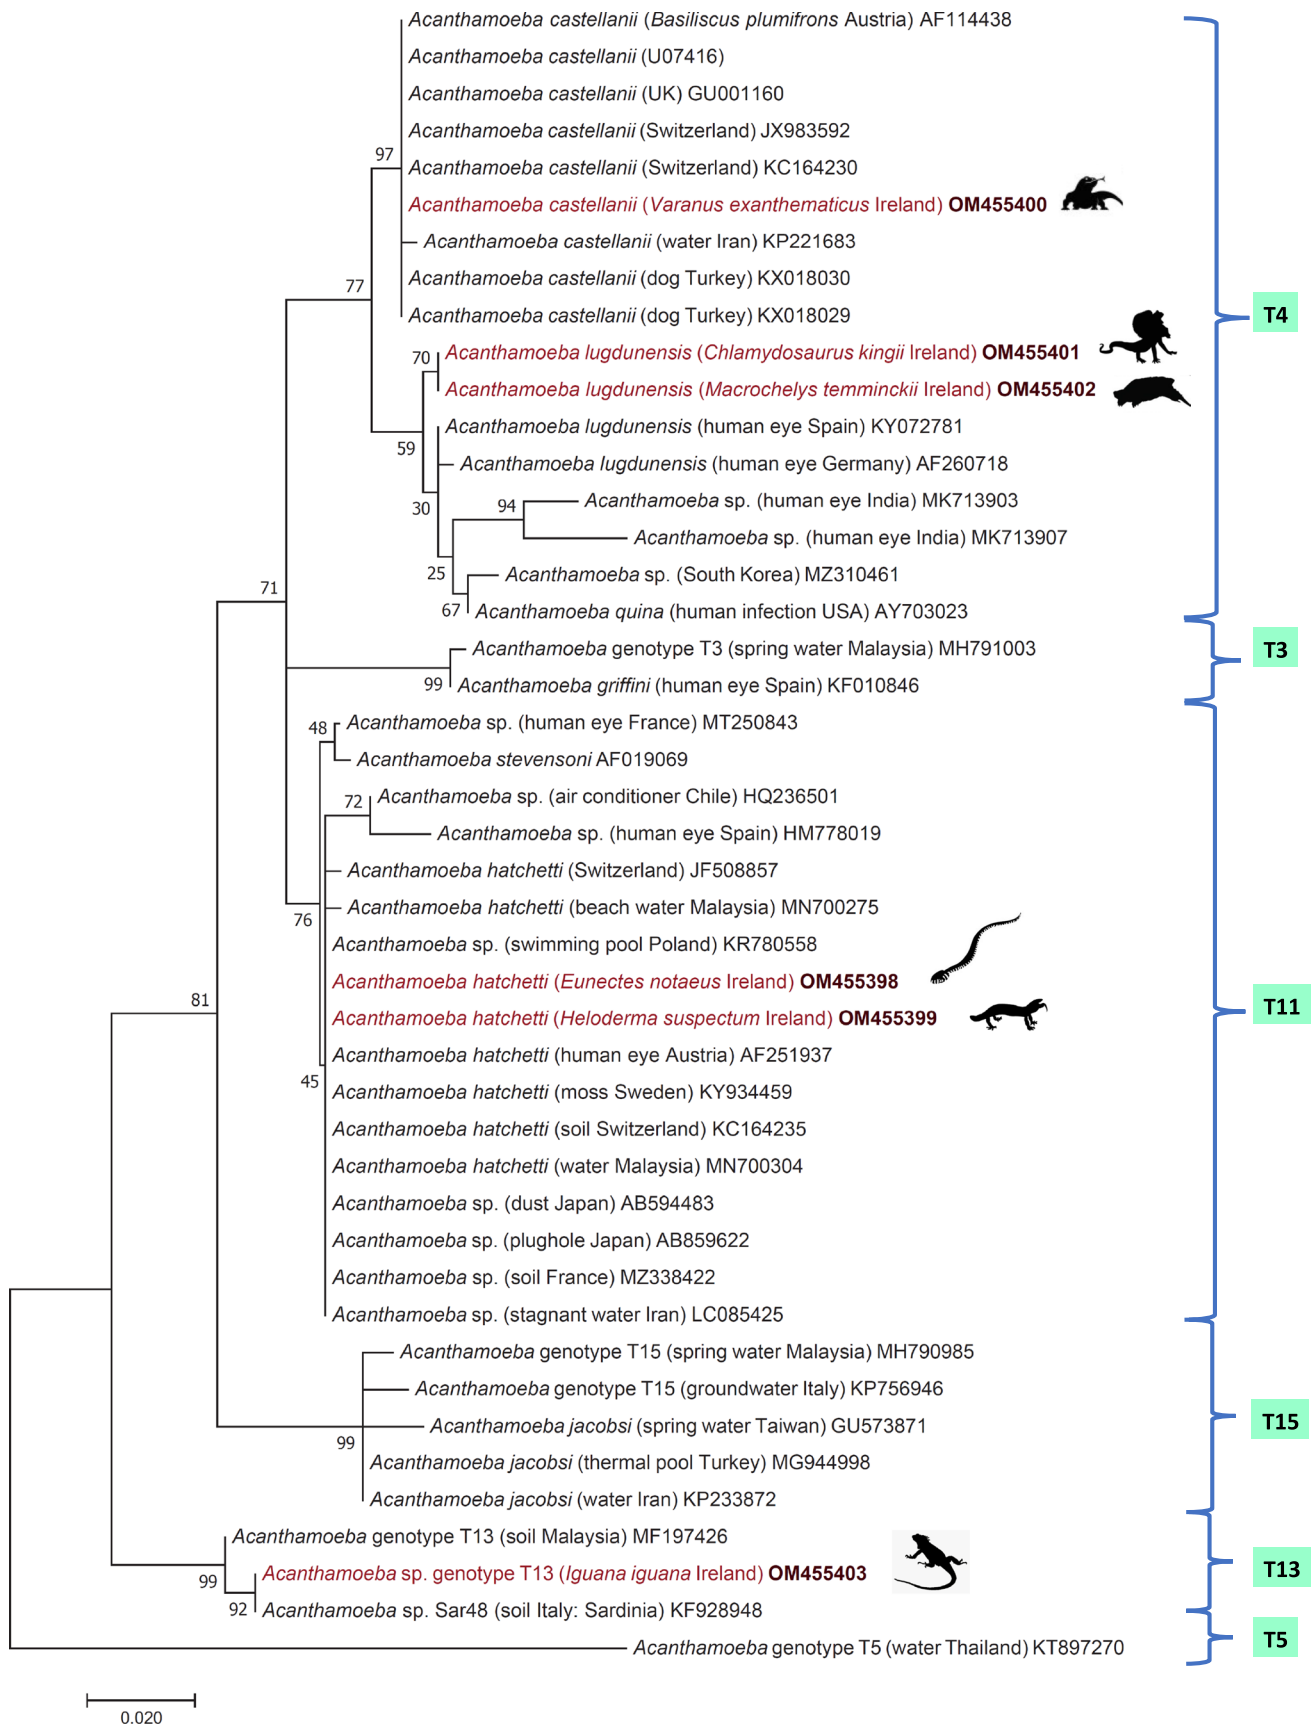 Acanthamoeba castellanii (Basiliscus plumifrons Austria) AF114438
Acanthamoeba castellanii (U07416)
Acanthamoeba castellanii (UK) GU001160
Acanthamoeba castellanii (Switzerland) JX983592
97
Acanthamoeba castellanii (Switzerland) KC164230
Acanthamoeba castellanii (Varanus exanthematicus Ireland) OM455400
Acanthamoeba castellanii (water Iran) KP221683
77
Acanthamoeba castellanii (dog Turkey) KX018030
Acanthamoeba castellanii (dog Turkey) KX018029
T4
70
Acanthamoeba lugdunensis (Chlamydosaurus kingii Ireland) OM455401
Acanthamoeba lugdunensis (Macrochelys temminckii Ireland) OM455402
Acanthamoeba lugdunensis (human eye Spain) KY072781
59
Acanthamoeba lugdunensis (human eye Germany) AF260718
94
Acanthamoeba sp. (human eye India) MK713903
30
Acanthamoeba sp. (human eye India) MK713907
25
Acanthamoeba sp. (South Korea) MZ310461
71
67
Acanthamoeba quina (human infection USA) AY703023
Acanthamoeba genotype T3 (spring water Malaysia) MH791003
T3
99
Acanthamoeba griffini (human eye Spain) KF010846
48
Acanthamoeba sp. (human eye France) MT250843
Acanthamoeba stevensoni AF019069
72
Acanthamoeba sp. (air conditioner Chile) HQ236501
Acanthamoeba sp. (human eye Spain) HM778019
Acanthamoeba hatchetti (Switzerland) JF508857
76
Acanthamoeba hatchetti (beach water Malaysia) MN700275
Acanthamoeba sp. (swimming pool Poland) KR780558
Acanthamoeba hatchetti (Eunectes notaeus Ireland) OM455398
81
Acanthamoeba hatchetti (Heloderma suspectum Ireland) OM455399
T11
Acanthamoeba hatchetti (human eye Austria) AF251937
45
Acanthamoeba hatchetti (moss Sweden) KY934459
Acanthamoeba hatchetti (soil Switzerland) KC164235
Acanthamoeba hatchetti (water Malaysia) MN700304
Acanthamoeba sp. (dust Japan) AB594483
Acanthamoeba sp. (plughole Japan) AB859622
Acanthamoeba sp. (soil France) MZ338422
Acanthamoeba sp. (stagnant water Iran) LC085425
Acanthamoeba genotype T15 (spring water Malaysia) MH790985
Acanthamoeba genotype T15 (groundwater Italy) KP756946
Acanthamoeba jacobsi (spring water Taiwan) GU573871
T15
99
Acanthamoeba jacobsi (thermal pool Turkey) MG944998
Acanthamoeba jacobsi (water Iran) KP233872
Acanthamoeba genotype T13 (soil Malaysia) MF197426
99
Acanthamoeba sp. genotype T13 (Iguana iguana Ireland) OM455403
T13
92
Acanthamoeba sp. Sar48 (soil Italy: Sardinia) KF928948
Acanthamoeba genotype T5 (water Thailand) KT897270
T5
0.020